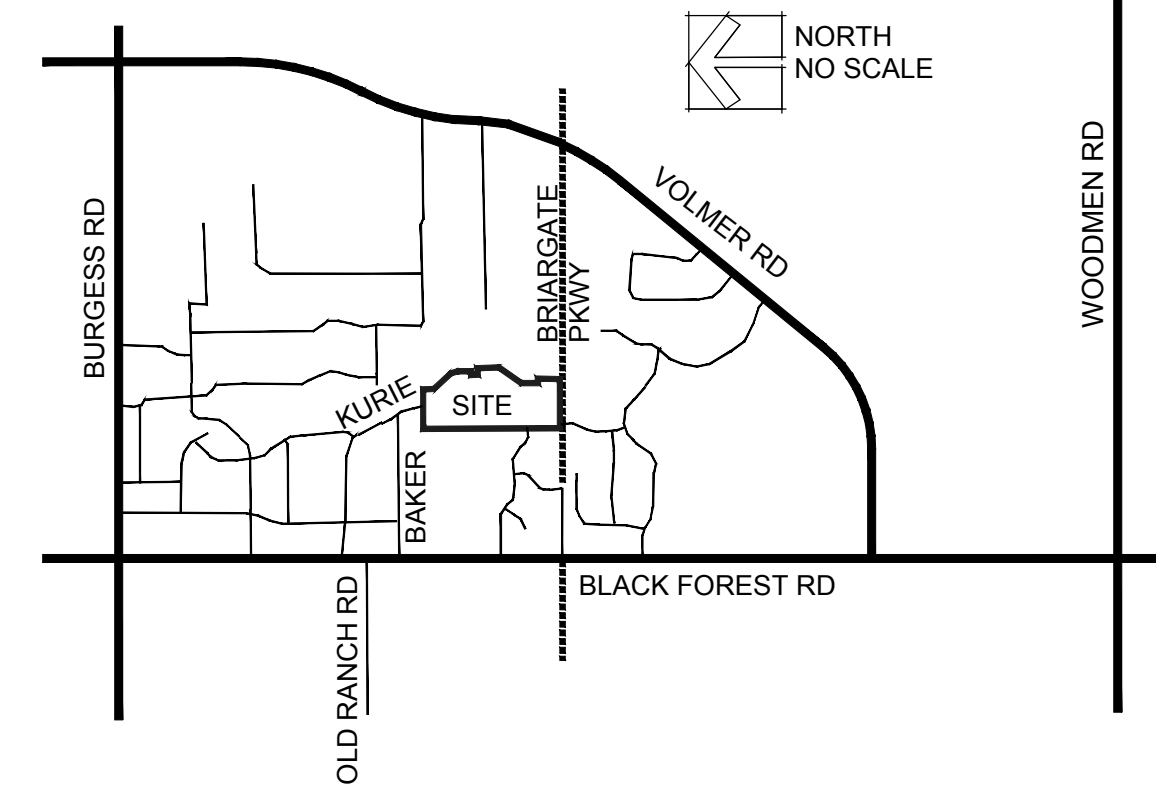 NORTH
NO SCALE
WOODMEN RD
VOLMER RD
BURGESS RD
BRIARGATE
PKWY
KURIE
SITE
BAKER
BLACK FOREST RD
OLD RANCH RD